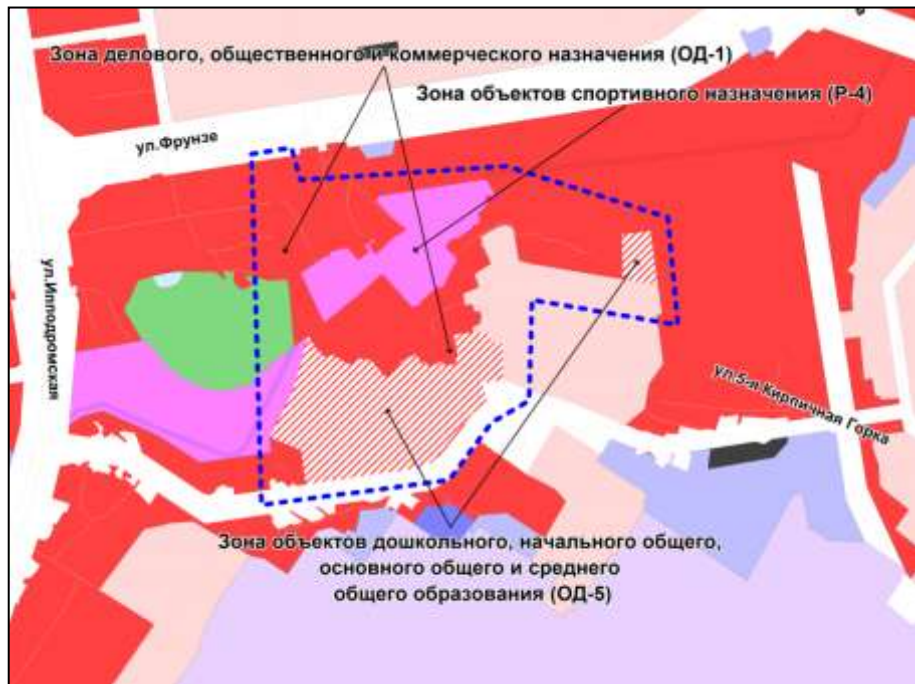 Зона делового, общественного и коммерческого назначения (ОД-1)
Зона объектов спортивного назначения (Р-4)
ул.Фрунзе
ул.Ипподромская
ул.5-я Кирпичная Горка
Зона объектов дошкольного, начального общего,
основного общего и среднего
общего образования (ОД-5)